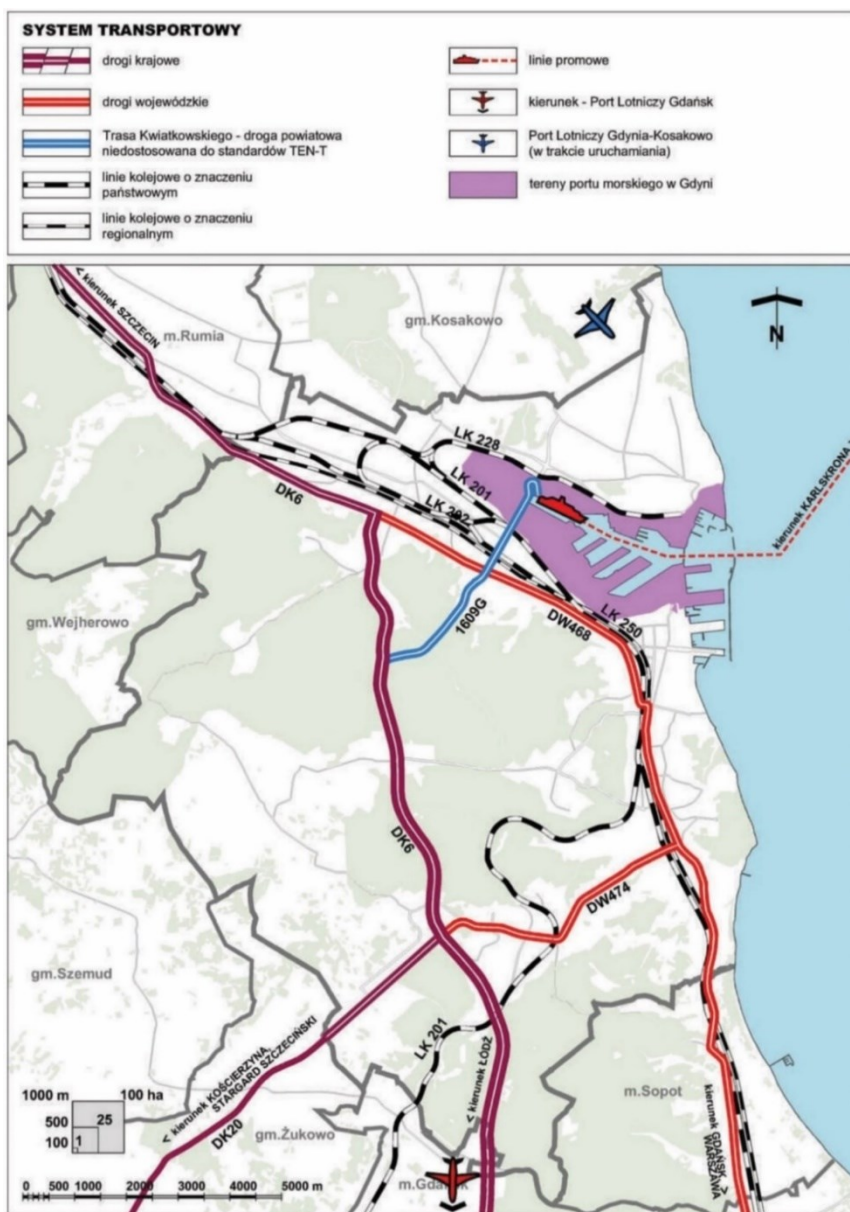 SYSTEM TRANSPORTOWY
drogi krajowe
drogi wojewódzkie
Trasa Kwiatkowskiego - droga powiatowa
niedostosowana do standardów TEN-T
linie kolejowe o znaczeniu
państwowym
linie kolejowe o znaczeniu
regionalnym
linie promowe
kierunek - Port Lotniczy Gdańsk
Port Lotniczy Gdynia-Kosakowo
(w trakcie uruchamiania)
tereny portu morskiego w Gdyni
< kierunek SZCZECIN
m.Rumia
gm.Kosakowo
N
LK 228
LK 201
LK 202
DK6
kierunek KARLSKRONA >
gm.Wejherowo
1609G
DW468
LK 250
DK6
DW474
gm.Szemud
LK 201
< kierunek KOŚCIERZYNA,
STARGARD SZCZECIŃSKI
< kierunek ŁÓDŹ
m.Sopot
1000 m
100 ha
500
25
100
1
DK20
gm.Żukowo
kierunek GDAŃSK >
WARSZAWA
m.Gdańsk
0
500
1000
2000
3000
4000
5000 m